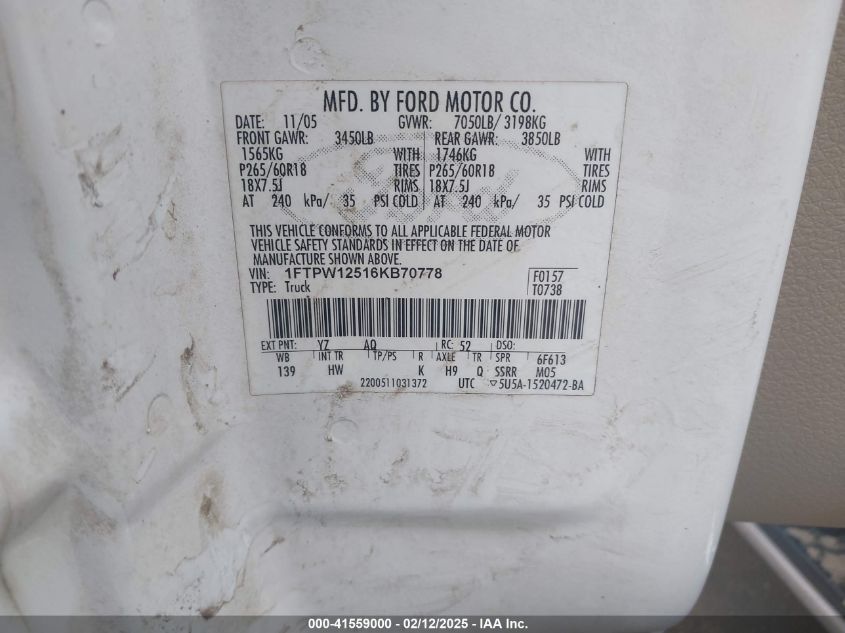 MFD. BY FORD MOTOR CO.
DATE: 11/05 GVWR: 7050LB/ 3198KG
FRONT GAWR: 3450LB REAR GAWR: 3850LB
1565KG WITH 1746KG WITH
P265/60R18 TIRES P265/60R18 TIRES
18X7.5J RIMS 18X7.5J RIMS
AT 240 kPa/ 35 PSI COLD AT 240 kPa/ 35 PSI COLD
THIS VEHICLE CONFORMS TO ALL APPLICABLE FEDERAL MOTOR
VEHICLE SAFETY STANDARDS IN EFFECT ON THE DATE OF
MANUFACTURE SHOWN ABOVE.
VIN: 1FTPW12516KB70778 F0157
TYPE: Truck T0738
EXT PNT: YZ AQ RC: 52 DSO:
WB INT TR TP/PS R AXLE TR SPR 6F613
139 HW K H9 Q SSRR M05
2200511031372 UTC ▽5U5A-1520472-BA
000-41559000 - 02/12/2025 - IAA Inc.